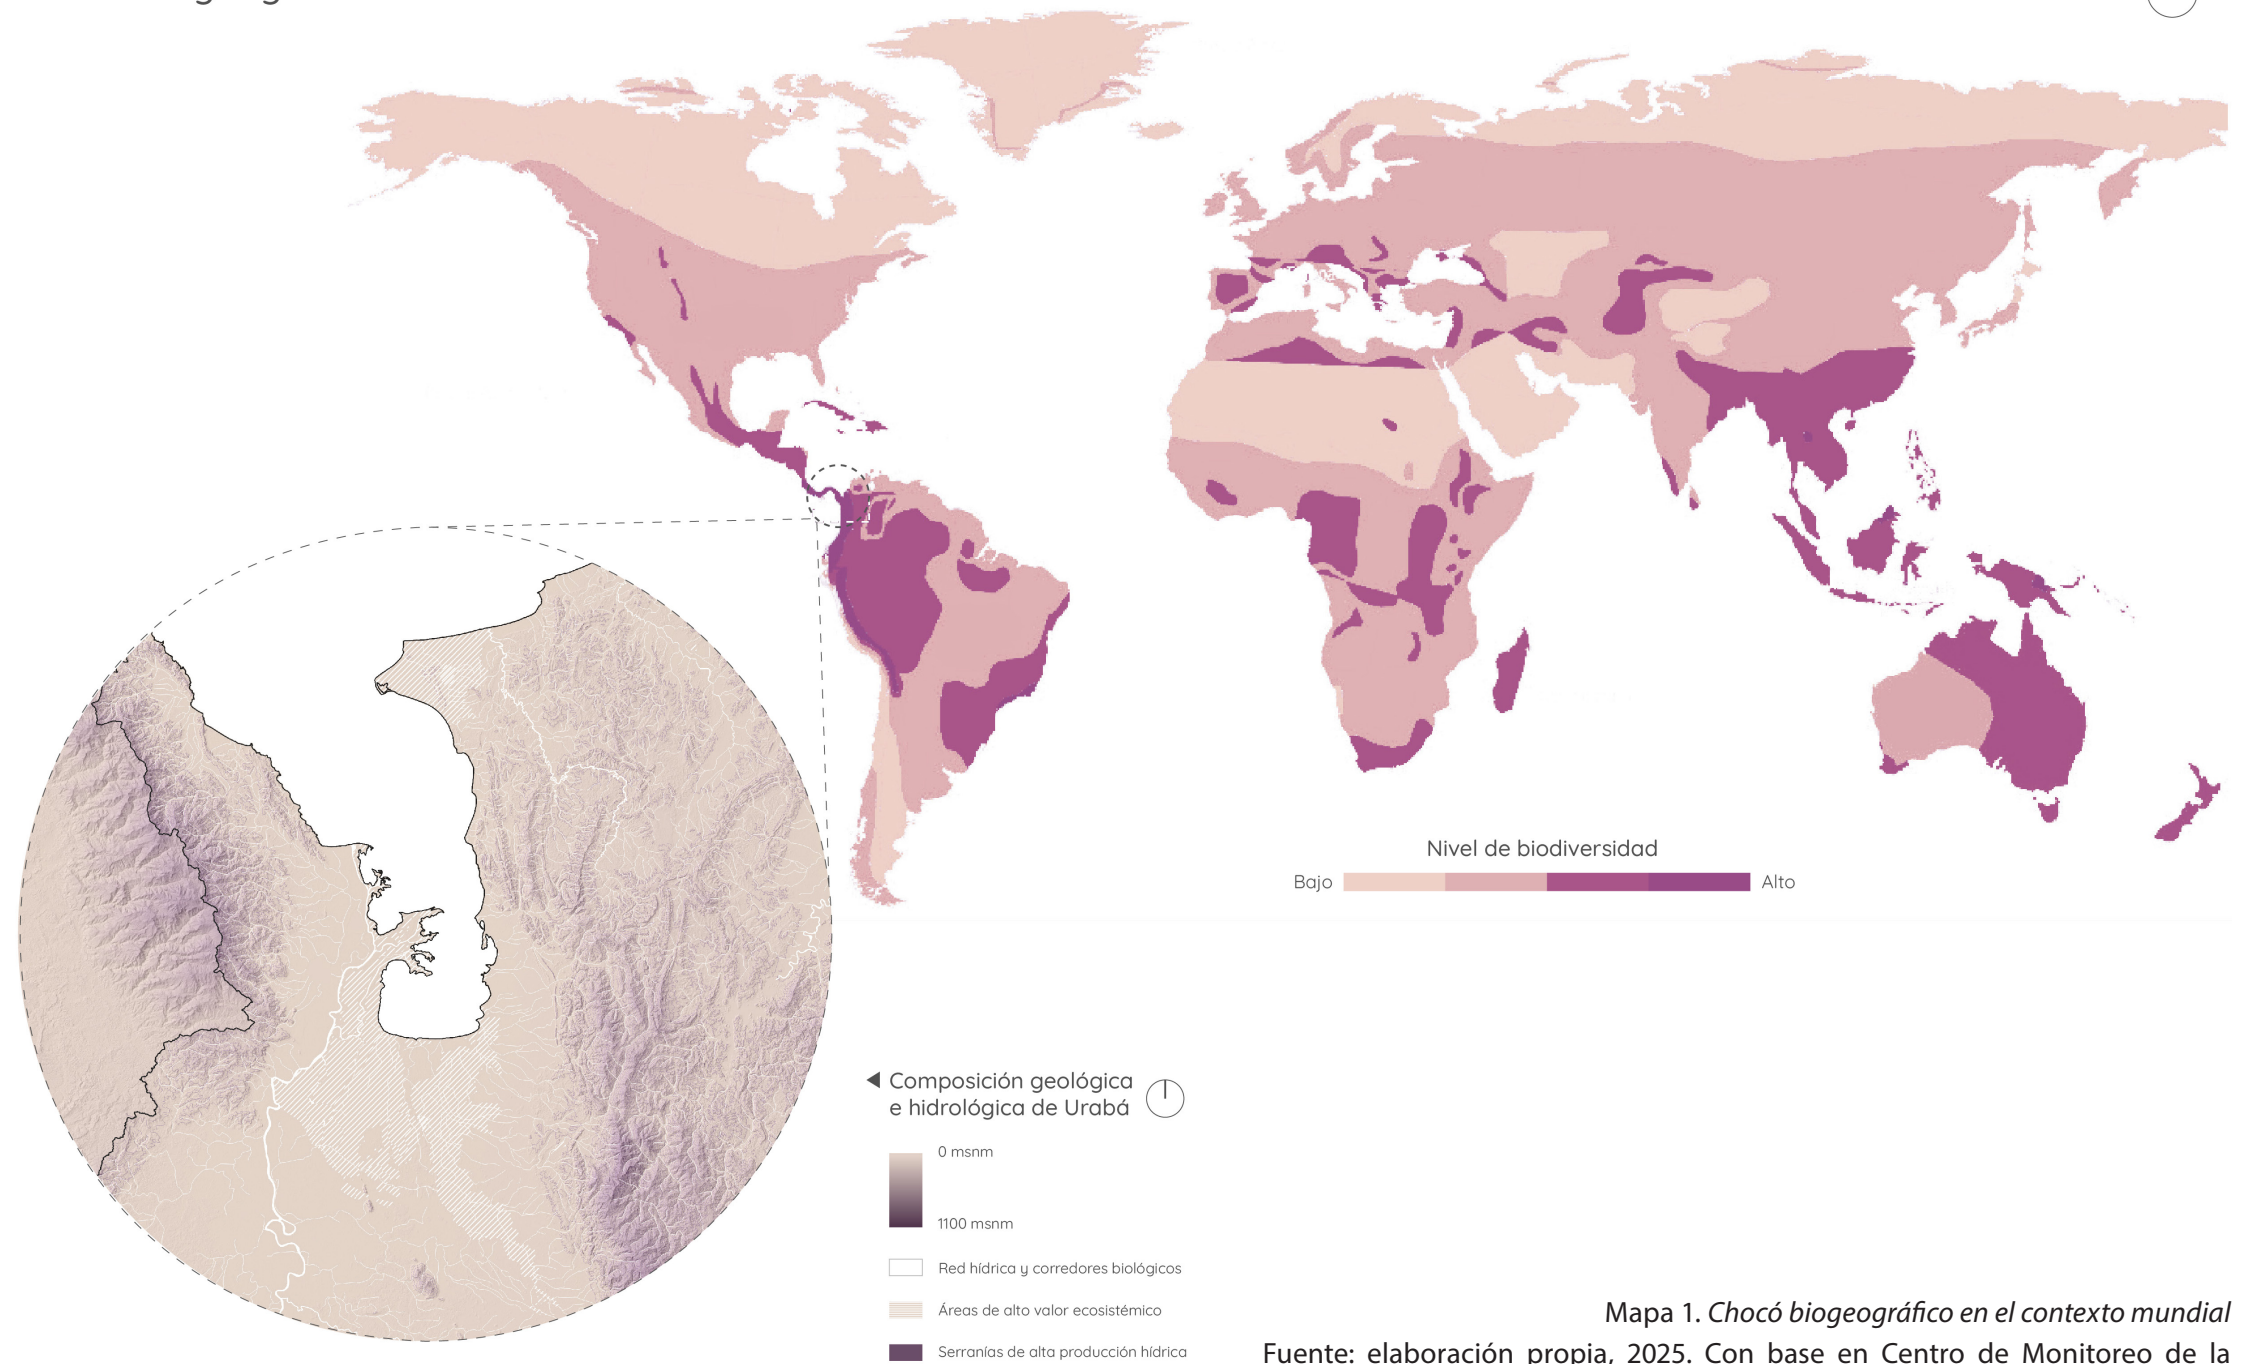 Nivel de biodiversidad
Bajo
Alto
Composición geológica
e hidrológica de Urabá
0 msnm
1100 msnm
Red hídrica y corredores biológicos
Áreas de alto valor ecosistémico
Serranías de alta producción hídrica
Mapa 1. Chocó biogeográfico en el contexto mundial
Fuente: elaboración propia, 2025. Con base en Centro de Monitoreo de la